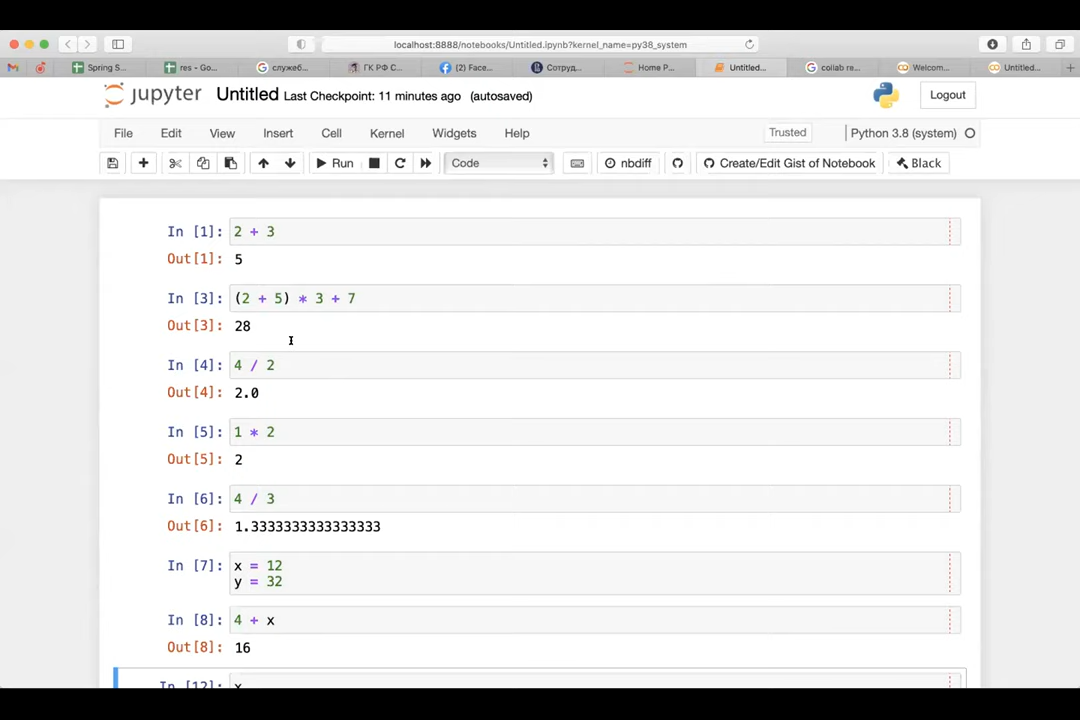 localhost:8888/notebooks/Untitled.ipynb?kernel_name=py38_system
Spring S... res - Go... служеб... ГК РФ С... (2) Face... Сотруд... Home P... Untitled... collab re... Welcom... Untitled...
jupyter Untitled Last Checkpoint: 11 minutes ago (autosaved) Logout
File Edit View Insert Cell Kernel Widgets Help Trusted Python 3.8 (system)
Run Code nbdiff Create/Edit Gist of Notebook Black
In [1]: 2 + 3
Out[1]: 5
In [3]: (2 + 5) * 3 + 7
Out[3]: 28
In [4]: 4 / 2
Out[4]: 2.0
In [5]: 1 * 2
Out[5]: 2
In [6]: 4 / 3
Out[6]: 1.3333333333333333
In [7]: x = 12
y = 32
In [8]: 4 + x
Out[8]: 16
In [12]: x